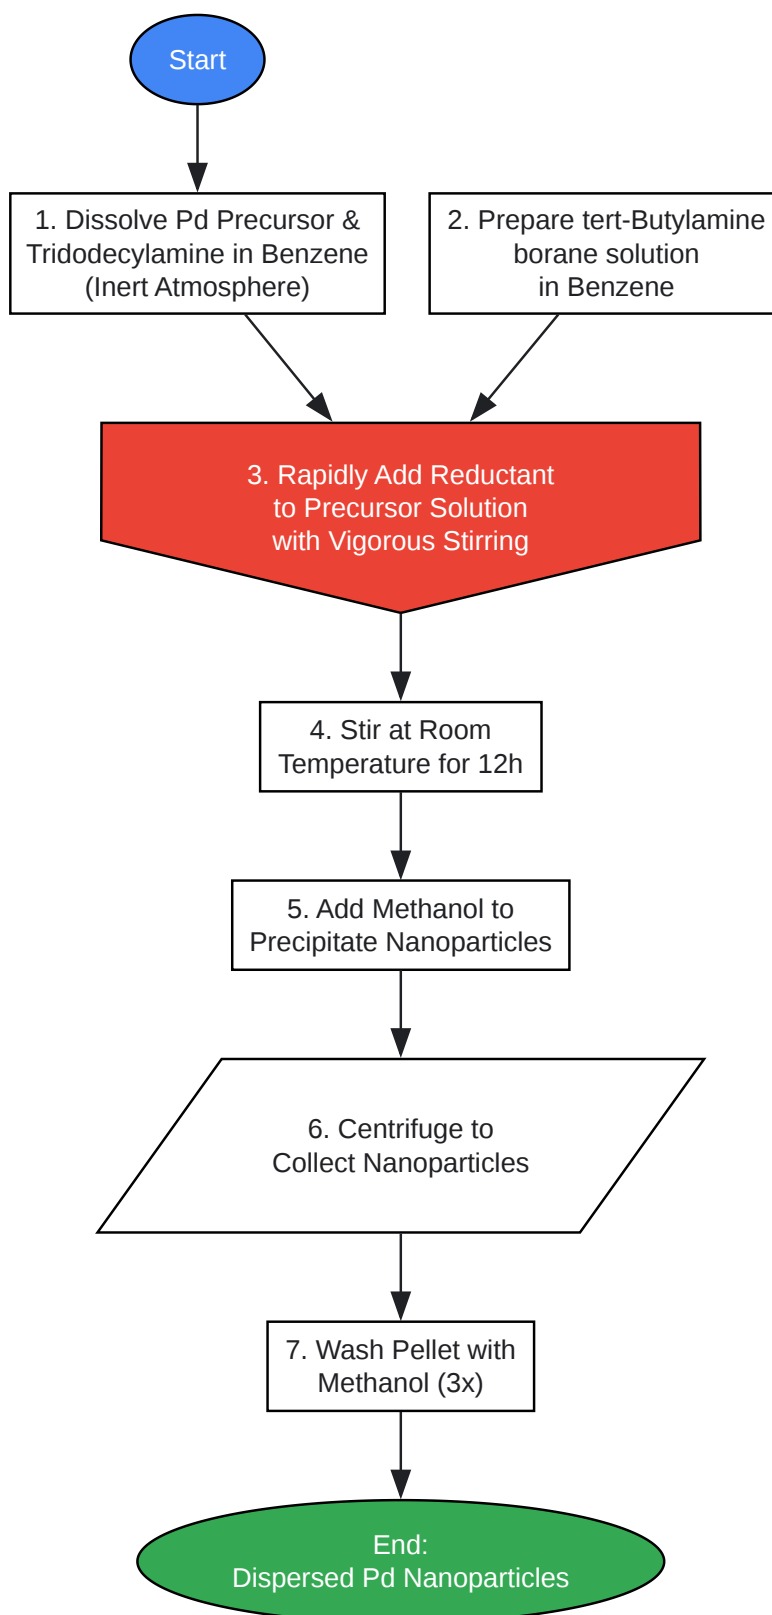 Start
1. Dissolve Pd Precursor &
Tridodecylamine in Benzene
(Inert Atmosphere)
2. Prepare tert-Butylamine
borane solution
in Benzene
3. Rapidly Add Reductant
to Precursor Solution
with Vigorous Stirring
4. Stir at Room
Temperature for 12h
5. Add Methanol to
Precipitate Nanoparticles
6. Centrifuge to
Collect Nanoparticles
7. Wash Pellet with
Methanol (3x)
End:
Dispersed Pd Nanoparticles